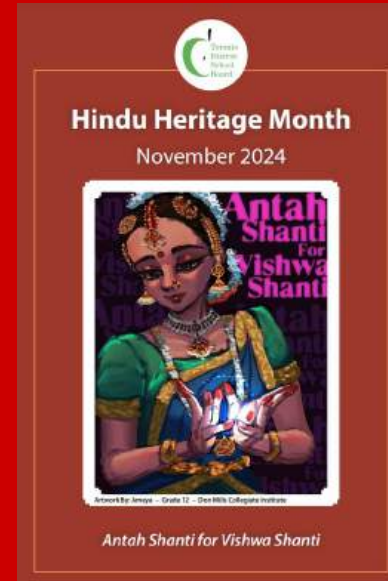 Toronto
District
School
Board
Hindu Heritage Month
November 2024
Antah
Shanti
For
Vishwa
Shanti
Artwork By: Amaya - Grade 12 - Don Mills Collegiate Institute
Antah Shanti for Vishwa Shanti